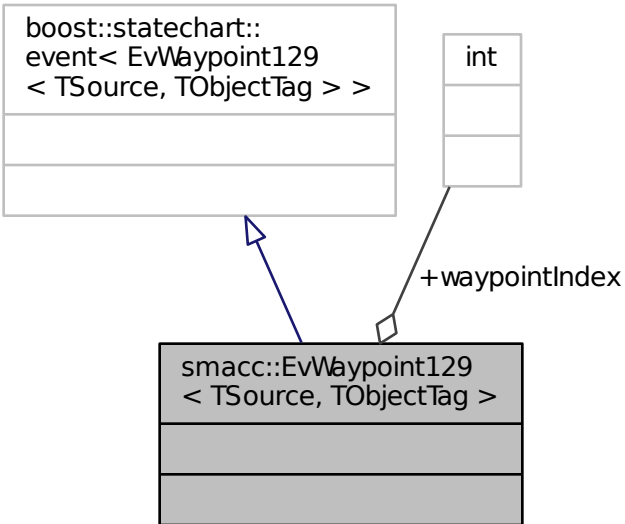 boost::statechart::
event< EvWaypoint129
< TSource, TObjectTag > >
int
+waypointIndex
smacc::EvWaypoint129
< TSource, TObjectTag >